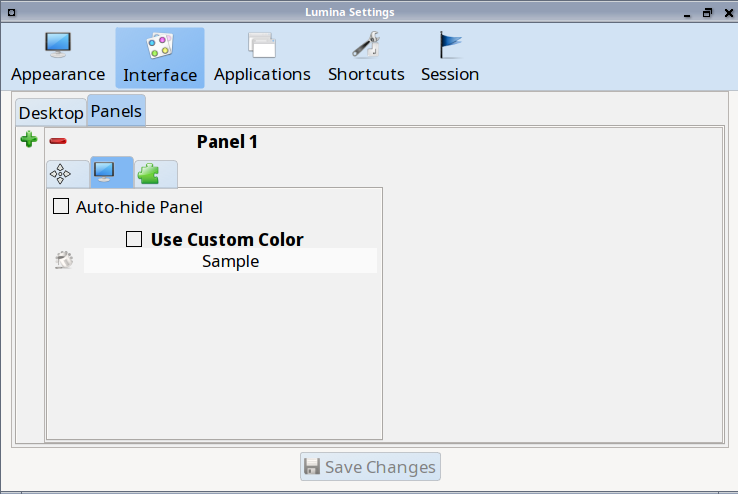 Lumina Settings
Appearance Interface Applications Shortcuts Session
Desktop Panels
Panel 1
Auto-hide Panel
Use Custom Color
Sample
Save Changes